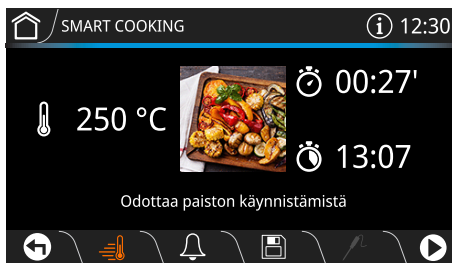 SMART COOKING
12:30
250 °C
00:27'
13:07
Odottaa paiston käynnistämistä